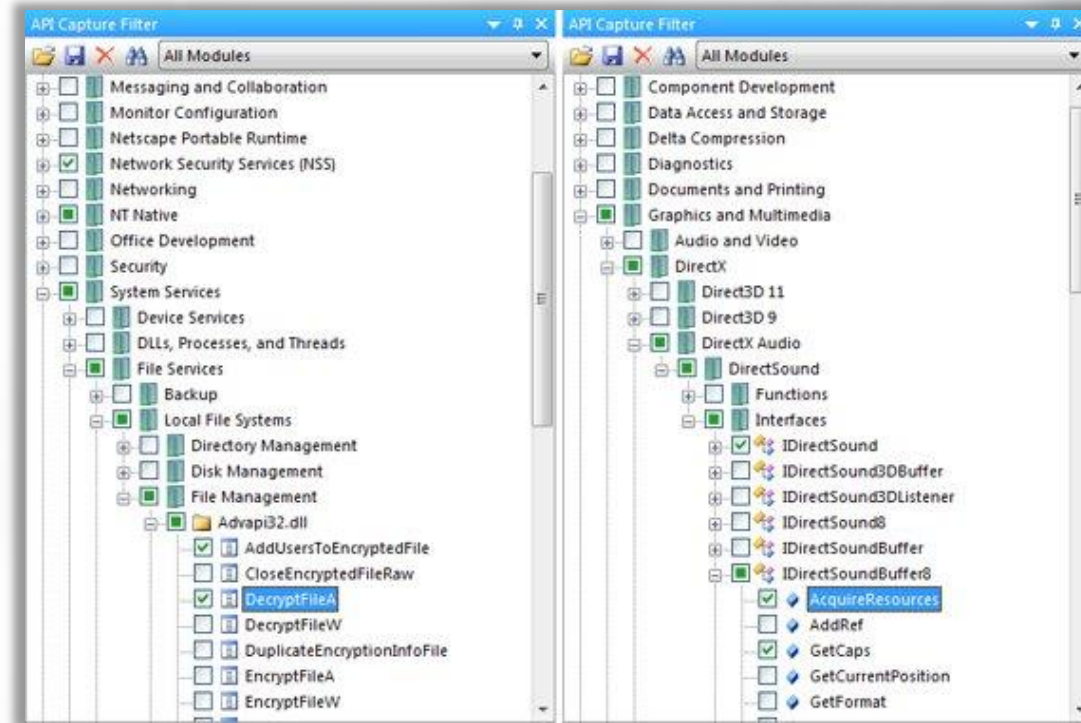 API Capture Filter
All Modules
Messaging and Collaboration
Monitor Configuration
Netscape Portable Runtime
Network Security Services (NSS)
Networking
NT Native
Office Development
Security
System Services
Device Services
DLLs, Processes, and Threads
File Services
Backup
Local File Systems
Directory Management
Disk Management
File Management
Advapi32.dll
AddUsersToEncryptedFile
CloseEncryptedFileRaw
DecryptFileA
DecryptFileW
DuplicateEncryptionInfoFile
EncryptFileA
EncryptFileW
API Capture Filter
All Modules
Component Development
Data Access and Storage
Delta Compression
Diagnostics
Documents and Printing
Graphics and Multimedia
Audio and Video
DirectX
Direct3D 11
Direct3D 9
DirectX Audio
DirectSound
Functions
Interfaces
IDirectSound
IDirectSound3DBuffer
IDirectSound3DListener
IDirectSound8
IDirectSoundBuffer
IDirectSoundBuffer8
AcquireResources
AddRef
GetCaps
GetCurrentPosition
GetFormat